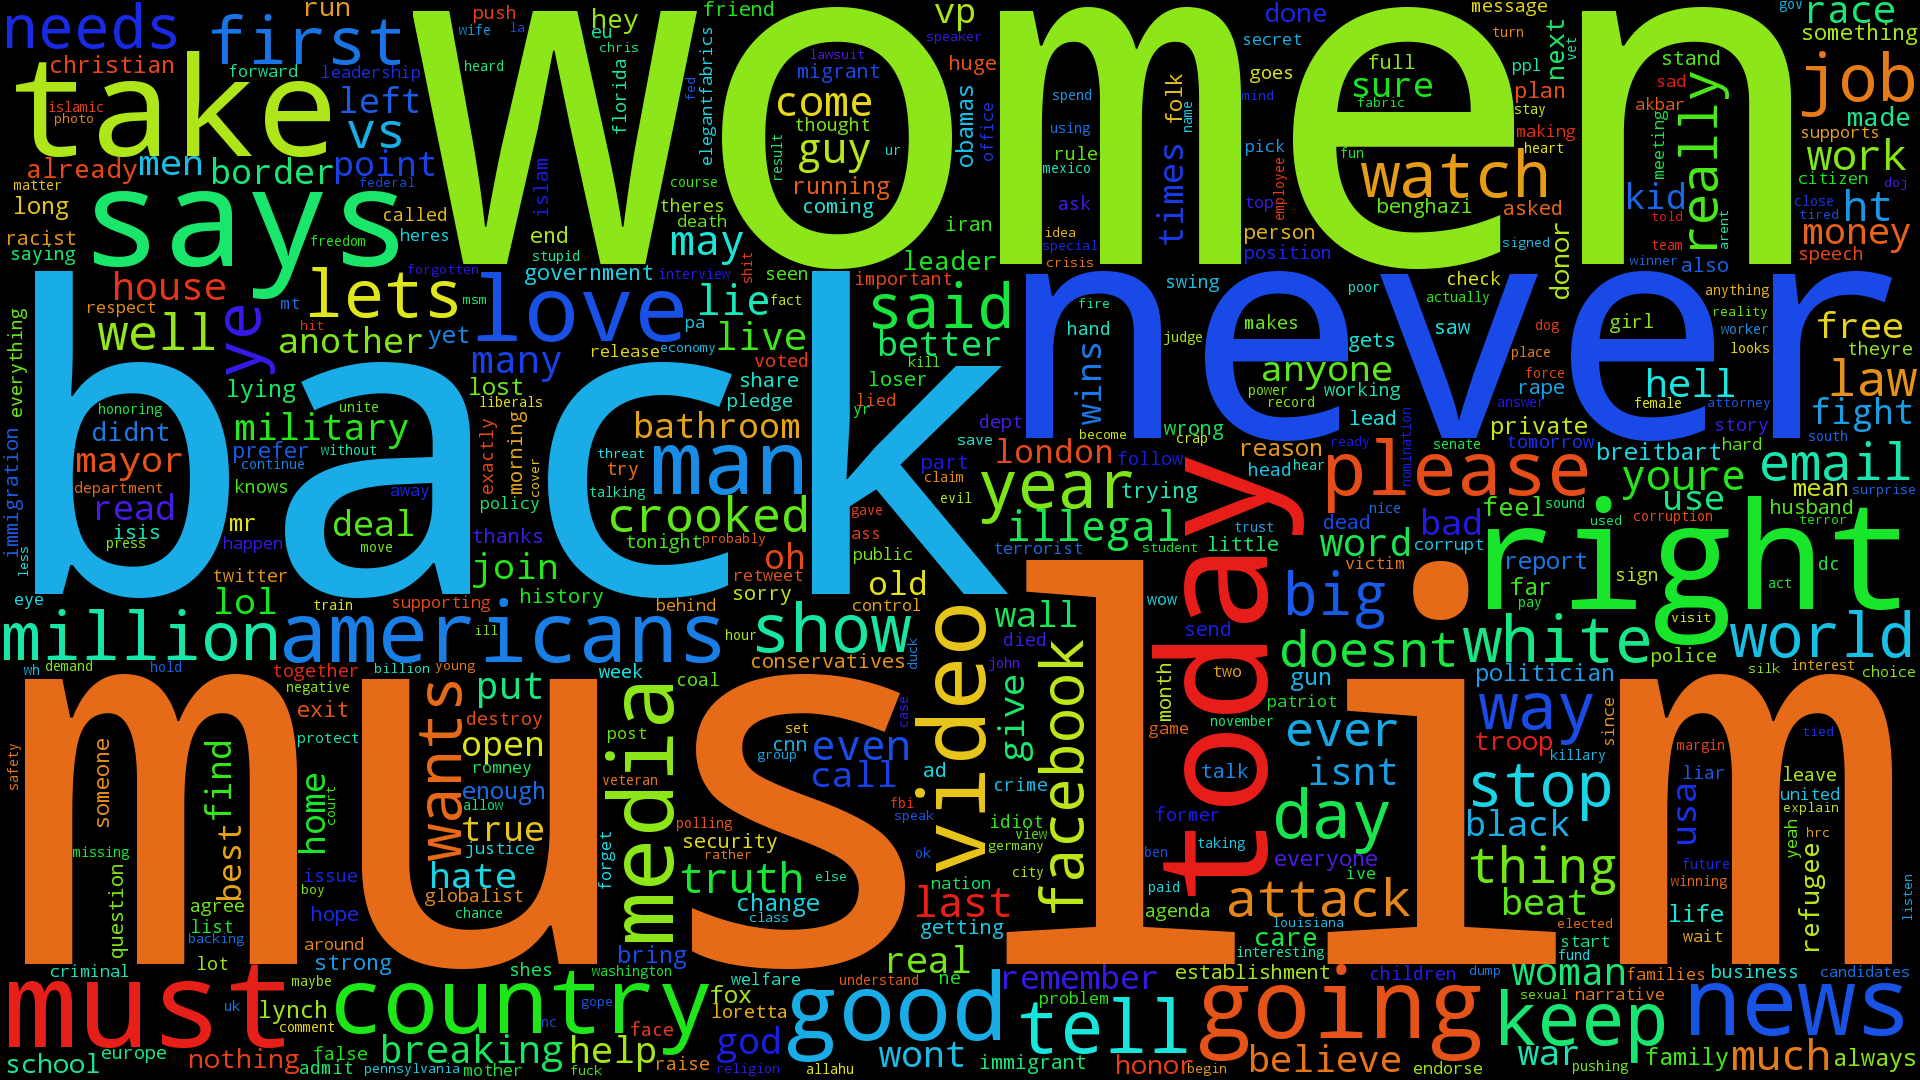 women
back
muslim
never
take
says
must
country
good
going
tell
keep
news
right
today
needs
first
christian
forward
leadership
islamic
photo
left
vs
already
men
border
point
matter
federal
long
racist
saying
called
heres
freedom
run
push
wife
la
heard
hey
eu
chris
friend
florida
elegantfabrics
fed
islam
end
stupid
government
course
theres
death
may
interview
shit
seen
lawsuit
migrant
come
thought
guy
result
ur
running
coming
vp
speaker
huge
obamas
office
iran
leader
important
spend
using
rule
mexico
ask
idea
special
crisis
times
folk
name
message
turn
done
secret
goes
mind
pick
top
employee
person
position
full
sure
fabric
fun
watch
benghazi
asked
signed
ppl
plan
stay
making
heart
next
yet
gov
race
something
stand
sad
akbar
really
meeting
job
made
supports
work
citizen
doj
kid
told
team
arent
ht
close
tired
money
speech
winner
also
donor
house
forgotten
respect
mt
hit
lets
msm
well
ye
another
yet
love
many
pa
lie
fact
live
release
economy
voted
said
better
kill
loser
lying
lost
liberals
share
pledge
lied
yr
swing
fire
hand
judge
wins
makes
poor
check
actually
gets
saw
anyone
power
record
working
dog
place
force
rape
girl
anything
reality
worker
looks
free
theyre
hell
law
female
attorney
fight
immigration
everything
honoring
didnt
mayor
department
read
isis
press
less
eye
unite
military
prefer
without
continue
knows
mr
happen
away
deal
move
exactly
morning
cover
policy
bathroom
threat
try
man
talking
crooked
tonight
probably
thanks
join
gave
ass
oh
public
retweet
sorry
old
dept
save
part
claim
evil
become
london
follow
year
trying
wrong
crap
illegal
terrorist
student
reason
head
hear
lead
answer
ready
nomination
senate
private
tomorrow
story
hard
south
breitbart
please
trust
little
dead
nice
bad
word
corrupt
victim
youre
feel
sound
use
used
corruption
email
mean
surprise
husband
terror
report
far
pay
sign
act
dc
twitter
lol
train
supporting
history
behind
control
million
americans
ill
hour
show
conservatives
duck
wall
died
wow
send
big
doesnt
white
visit
police
world
wh
demand
hold
together
billion
young
week
coal
negative
exit
protect
put
destroy
wants
open
romney
enough
allow
true
justice
post
media
veteran
set
cnn
group
case
even
call
ad
video
john
give
crime
facebook
month
two
november
game
talk
gun
patriot
ever
isnt
politician
way
troop
since
killary
silk
interest
choice
margin
tied
liar
leave
united
safety
someone
find
home
court
missing
best
question
agree
list
backing
lot
issue
boy
hope
around
strong
hate
globalist
chance
forget
polling
security
rather
truth
change
class
else
fbi
speak
ok
idiot
view
germany
city
nation
last
getting
former
taking
ben
paid
day
everyone
ive
agenda
attack
louisiana
care
interesting
stop
black
thing
beat
elected
start
fund
usa
explain
yeah
hrc
future
winning
refugee
life
wait
listen
criminal
maybe
uk
lynch
comment
shes
bring
washington
gope
nc
face
welfare
understand
real
ne
fox
loretta
remember
problem
establishment
children
dump
woman
families
business
candidates
sexual
narrative
school
europe
nothing
false
admit
breaking
pennsylvania
mother
help
fuck
raise
god
religion
allahu
wont
immigrant
honor
begin
believe
endorse
war
pushing
family
much
always